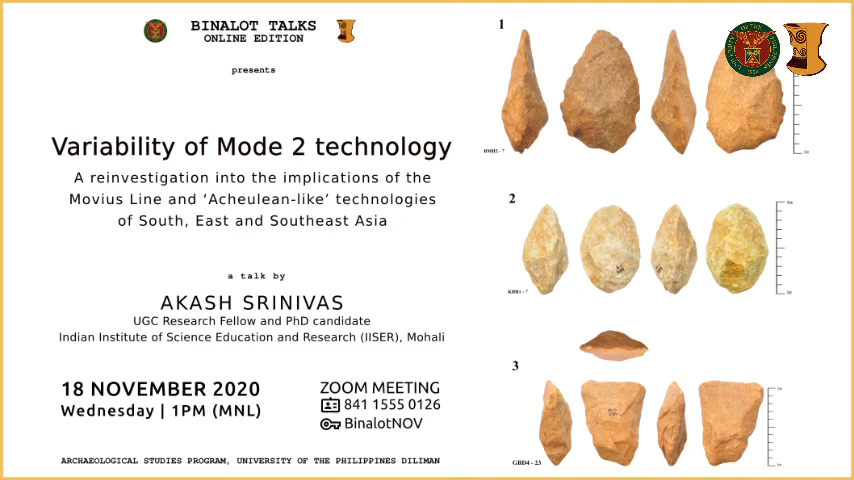 BINALOT TALKS
ONLINE EDITION
presents
Variability of Mode 2 technology
A reinvestigation into the implications of the
Movius Line and ‘Acheulean-like’ technologies
of South, East and Southeast Asia
a talk by
AKASH SRINIVAS
UGC Research Fellow and PhD candidate
Indian Institute of Science Education and Research (IISER), Mohali
18 NOVEMBER 2020
Wednesday | 1PM (MNL)
ZOOM MEETING
841 1555 0126
BinalotNOV
ARCHAEOLOGICAL STUDIES PROGRAM, UNIVERSITY OF THE PHILIPPINES DILIMAN
1
2
3
GBD4 - 23